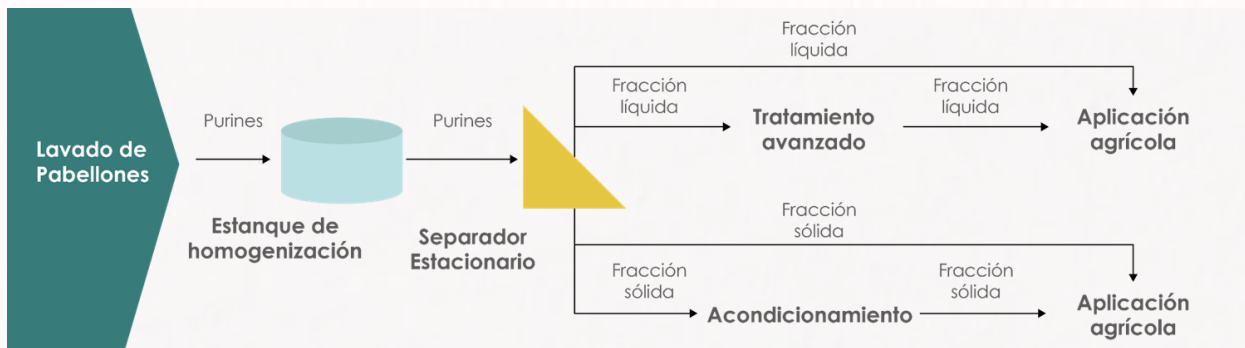 Lavado de
Pabellones
Purines
Estanque de
homogenización
Purines
Separador
Estacionario
Fracción
líquida
Fracción
líquida
Tratamiento
avanzado
Fracción
líquida
Aplicación
agrícola
Fracción
sólida
Fracción
sólida
Acondicionamiento
Fracción
sólida
Aplicación
agrícola